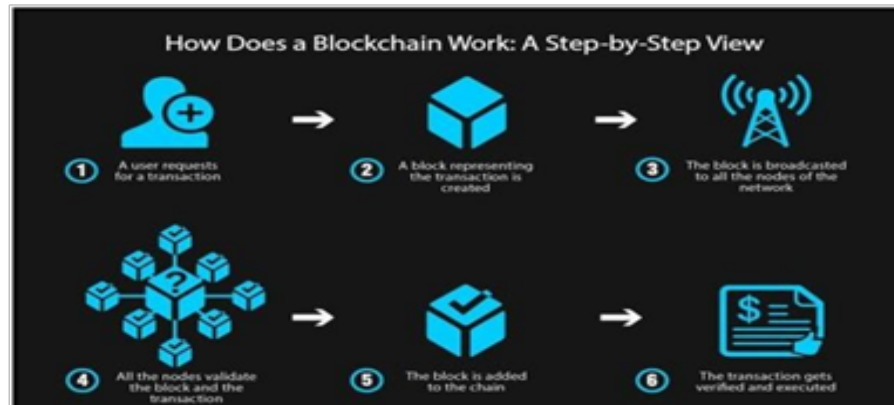 How Does a Blockchain Work: A Step-by-Step View
1
A user requests
for a transaction
2
A block representing
the transaction is
created
3
The block is broadcasted
to all the nodes of the
network
?
4
All the nodes validate
the block and the
transaction
5
The block is added
to the chain
$
6
The transaction gets
verified and executed